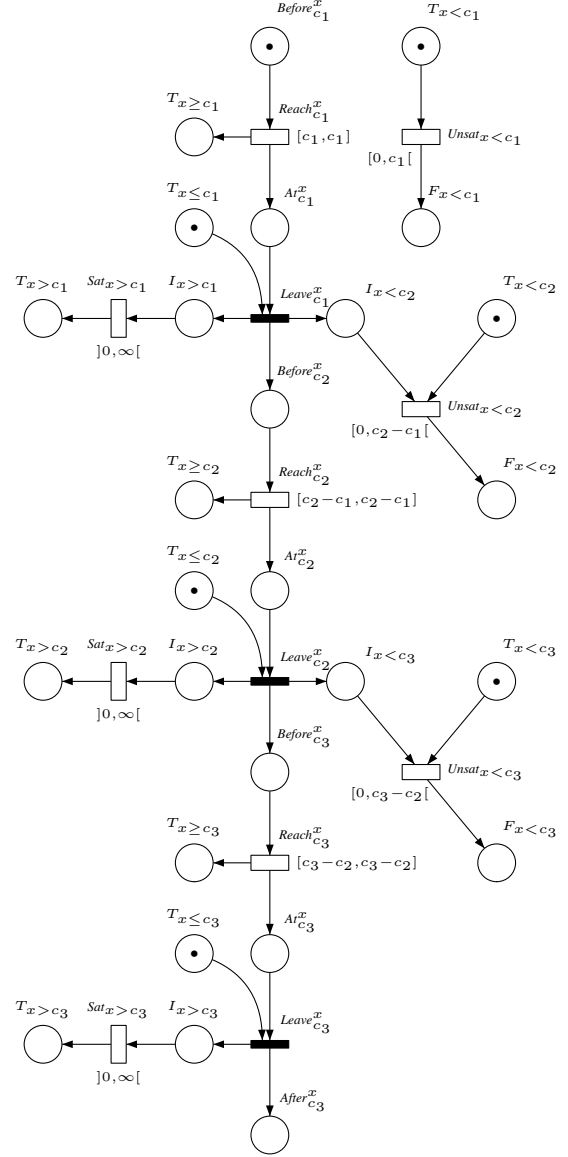 Before^x_{c_1} T_{x<c_1}
T_{x≥c_1} Reach^x_{c_1}
[c_1,c_1] Unsat_{x<c_1}
[0,c_1[
T_{x≤c_1} At^x_{c_1} F_{x<c_1}
T_{x>c_1} Sat_{x>c_1} I_{x>c_1} Leave^x_{c_1} I_{x<c_2} T_{x<c_2}
]0,∞[
Before^x_{c_2}
Unsat_{x<c_2}
[0,c_2−c_1[
T_{x≥c_2} Reach^x_{c_2} F_{x<c_2}
[c_2−c_1,c_2−c_1]
T_{x≤c_2} At^x_{c_2}
T_{x>c_2} Sat_{x>c_2} I_{x>c_2} Leave^x_{c_2} I_{x<c_3} T_{x<c_3}
]0,∞[
Before^x_{c_3}
Unsat_{x<c_3}
[0,c_3−c_2[
T_{x≥c_3} Reach^x_{c_3} F_{x<c_3}
[c_3−c_2,c_3−c_2]
T_{x≤c_3} At^x_{c_3}
T_{x>c_3} Sat_{x>c_3} I_{x>c_3} Leave^x_{c_3}
]0,∞[
After^x_{c_3}